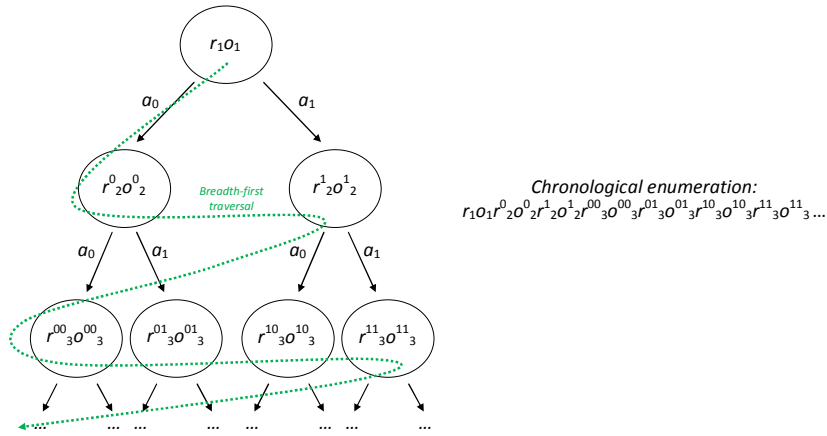 r₁o₁
a₀ a₁
r⁰₂o⁰₂ r¹₂o¹₂
Breadth-first
traversal
Chronological enumeration:
r₁o₁r⁰₂o⁰₂r¹₂o¹₂r⁰⁰₃o⁰⁰₃r⁰¹₃o⁰¹₃r¹⁰₃o¹⁰₃r¹¹₃o¹¹₃ ...
a₀ a₁ a₀ a₁
r⁰⁰₃o⁰⁰₃ r⁰¹₃o⁰¹₃ r¹⁰₃o¹⁰₃ r¹¹₃o¹¹₃
... ... ... ... ... ... ... ...